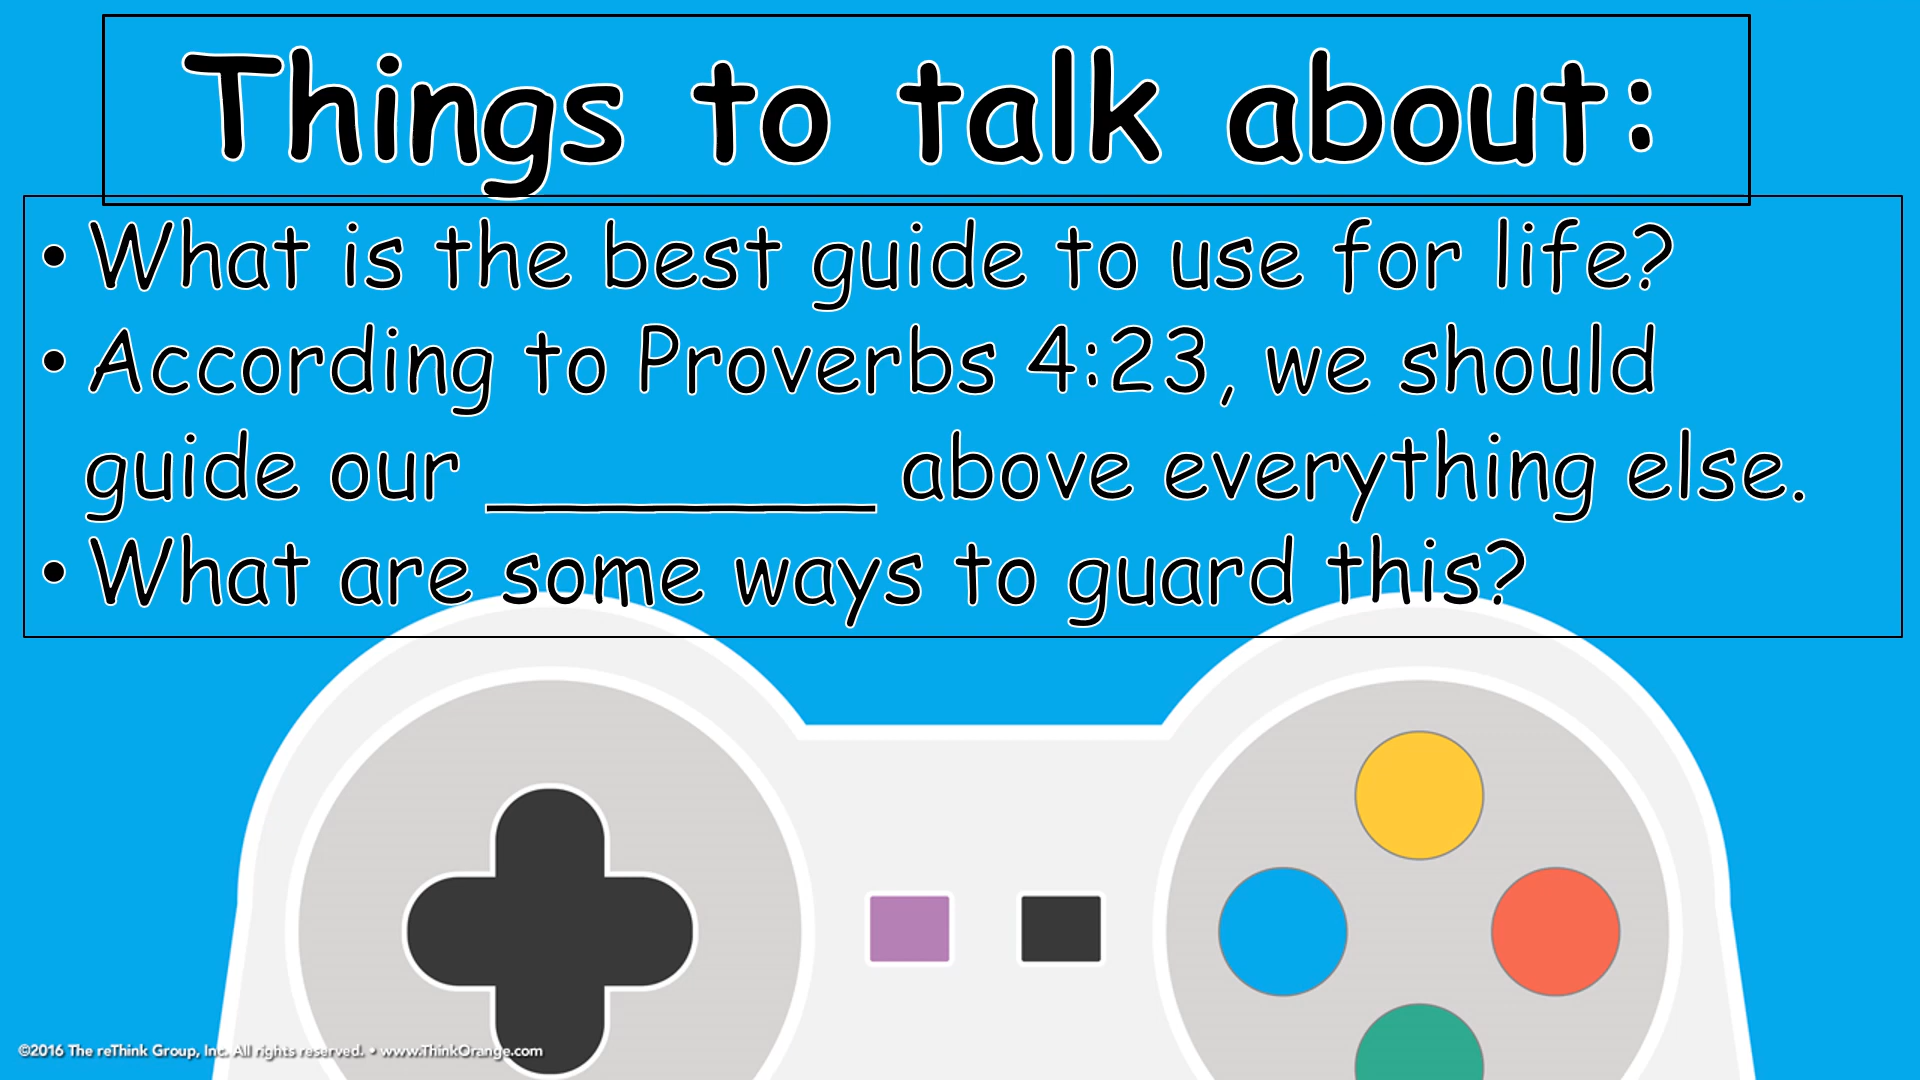 Things to talk about:
• What is the best guide to use for life?
• According to Proverbs 4:23, we should
guide our __________ above everything else.
• What are some ways to guard this?
©2016 The reThink Group, Inc. All rights reserved. • www.ThinkOrange.com